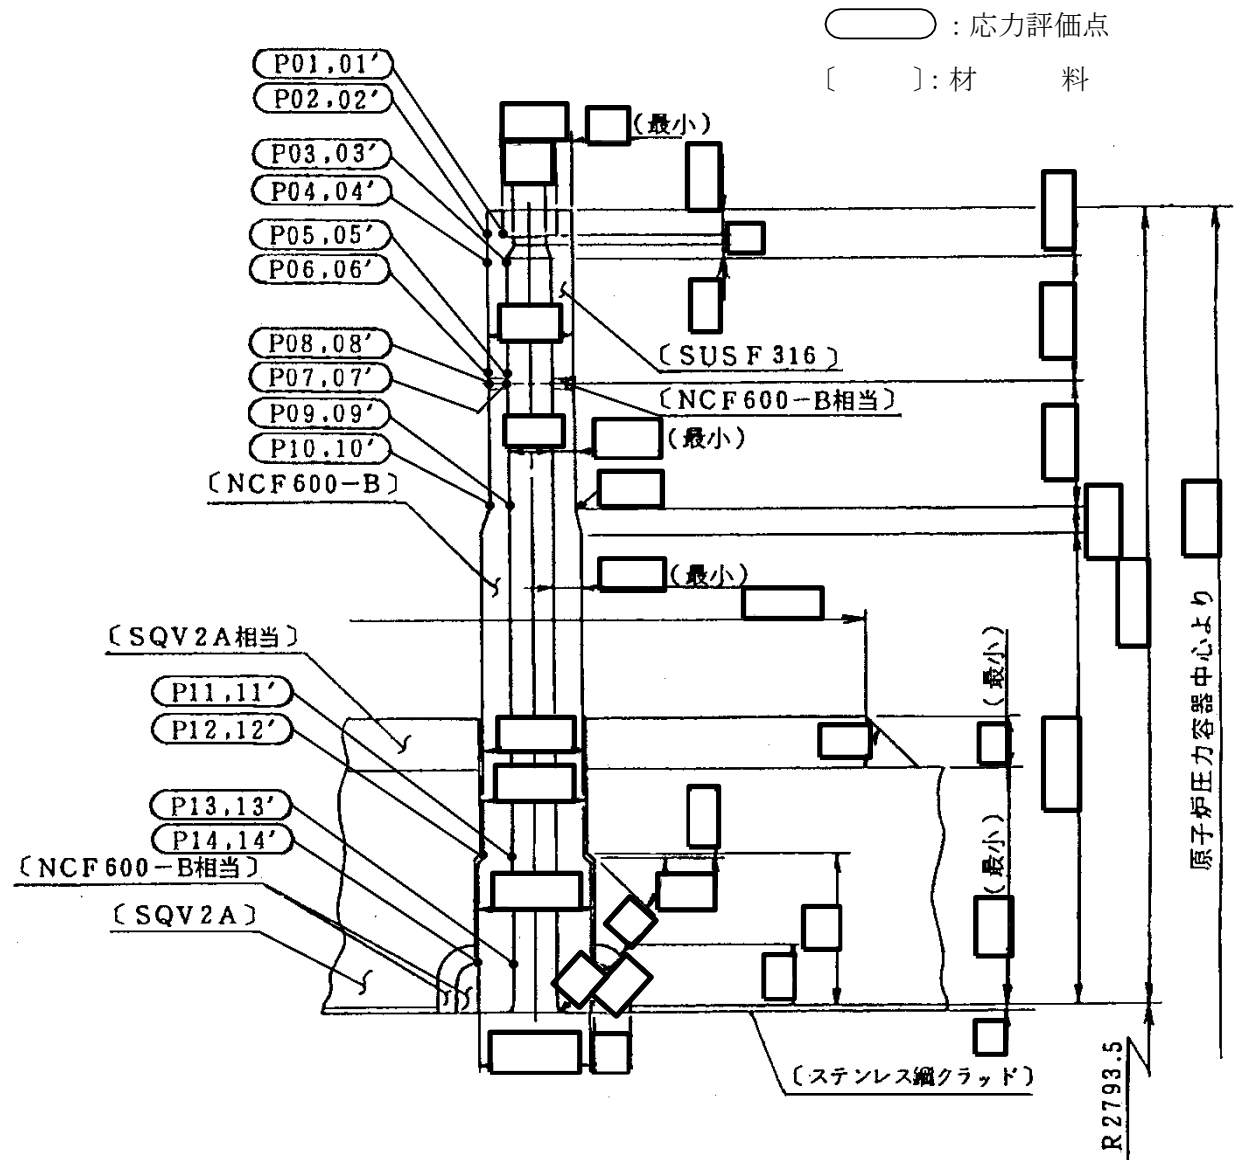 ：応力評価点
〔　　〕：材　　料
P01,01′
P02,02′
(最小)
P03,03′
P04,04′
P05,05′
P06,06′
P08,08′
〔SUSF316〕
P07,07′
〔NCF600-B相当〕
P09,09′
(最小)
P10,10′
〔NCF600-B〕
(最小)
〔SQV2A相当〕
(最小)
原子炉圧力容器中心より
P11,11′
P12,12′
P13,13′
(最小)
P14,14′
〔NCF600-B相当〕
〔SQV2A〕
〔ステンレス鋼クラッド〕
R2793.5